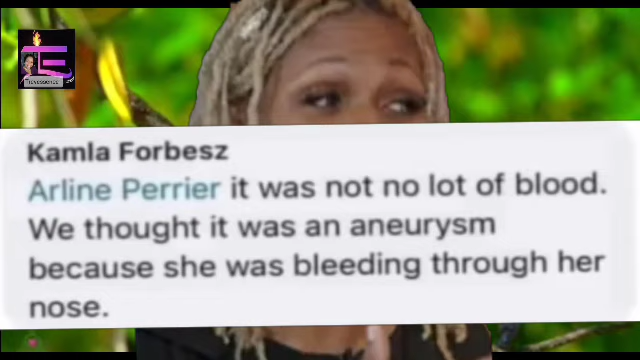 Kamla Forbesz
Arline Perrier it was not no lot of blood.
We thought it was an aneurysm
because she was bleeding through her
nose.